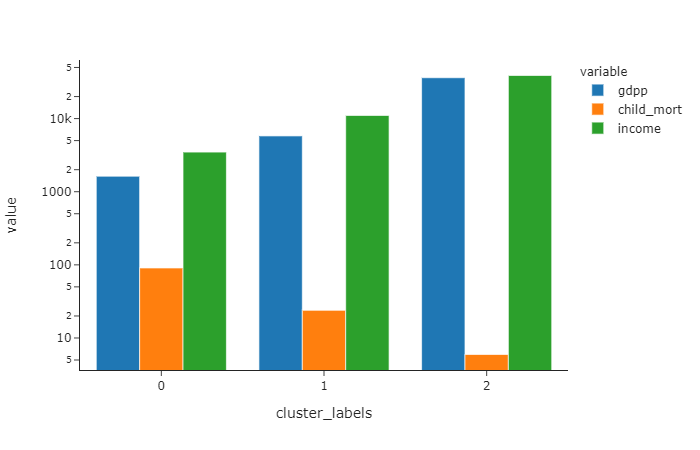 variable
gdpp
child_mort
income
value
5
2
10k
5
2
1000
5
2
100
5
2
10
5
0 1 2
cluster_labels